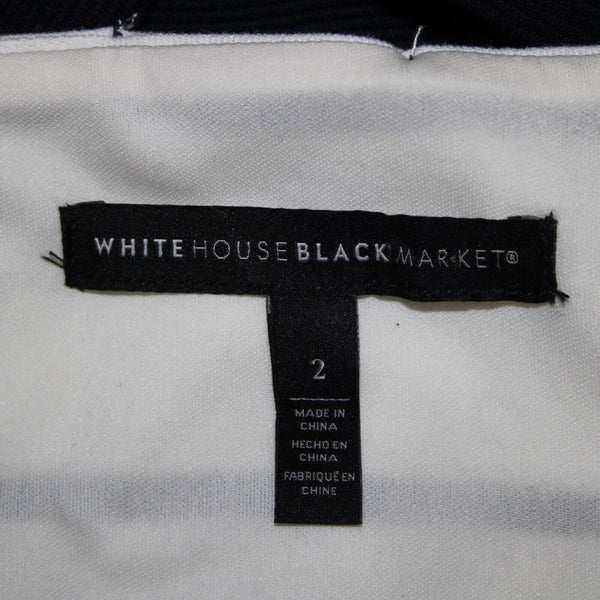 WHITE HOUSE BLACK MARKET®
2
MADE IN
CHINA
HECHO EN
CHINA
FABRIQUÉ EN
CHINE